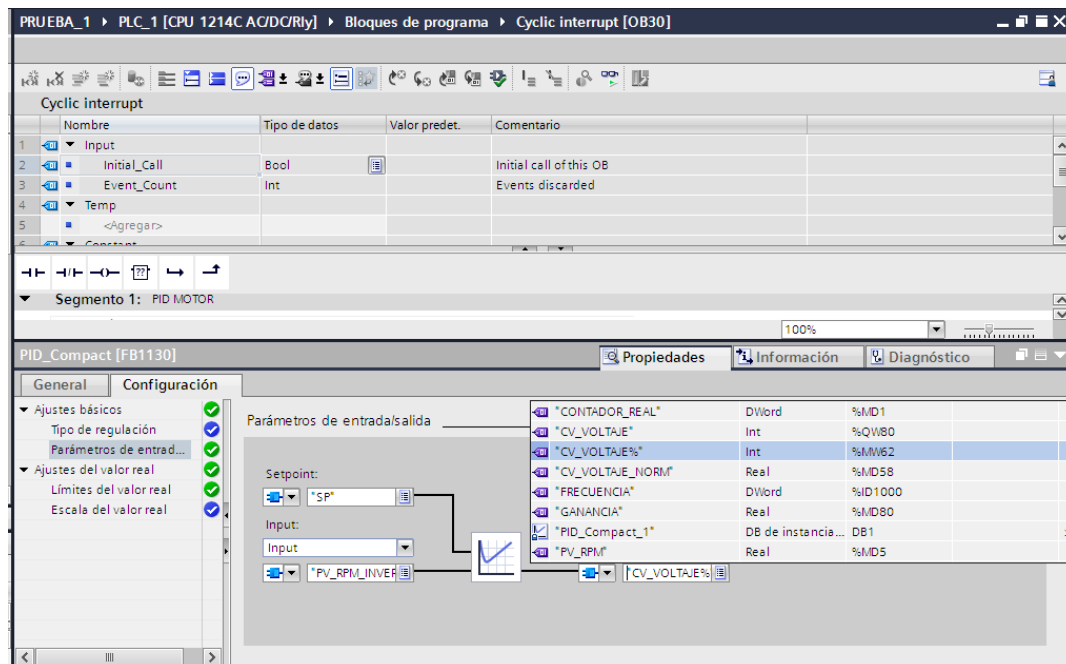 PRUEBA_1 ▸ PLC_1 [CPU 1214C AC/DC/Rly] ▸ Bloques de programa ▸ Cyclic interrupt [OB30]
Cyclic interrupt
Nombre Tipo de datos Valor predet. Comentario
1 Input
2 Initial_Call Bool Initial call of this OB
3 Event_Count Int Events discarded
4 Temp
5 <Agregar>
6 Constant
??
Segmento 1: PID MOTOR
100%
PID_Compact [FB1130] Propiedades Información Diagnóstico
General Configuración
Ajustes básicos
Tipo de regulación
Parámetros de entrad...
Ajustes del valor real
Límites del valor real
Escala del valor real
Parámetros de entrada/salida
Setpoint:
"SP"
Input:
Input
"PV_RPM_INVER
"CV_VOLTAJE%
"CONTADOR_REAL" DWord %MD1
"CV_VOLTAJE" Int %QW80
"CV_VOLTAJE%" Int %MW62
"CV_VOLTAJE_NORM" Real %MD58
"FRECUENCIA" DWord %ID1000
"GANANCIA" Real %MD80
"PID_Compact_1" DB de instancia... DB1
"PV_RPM" Real %MD5